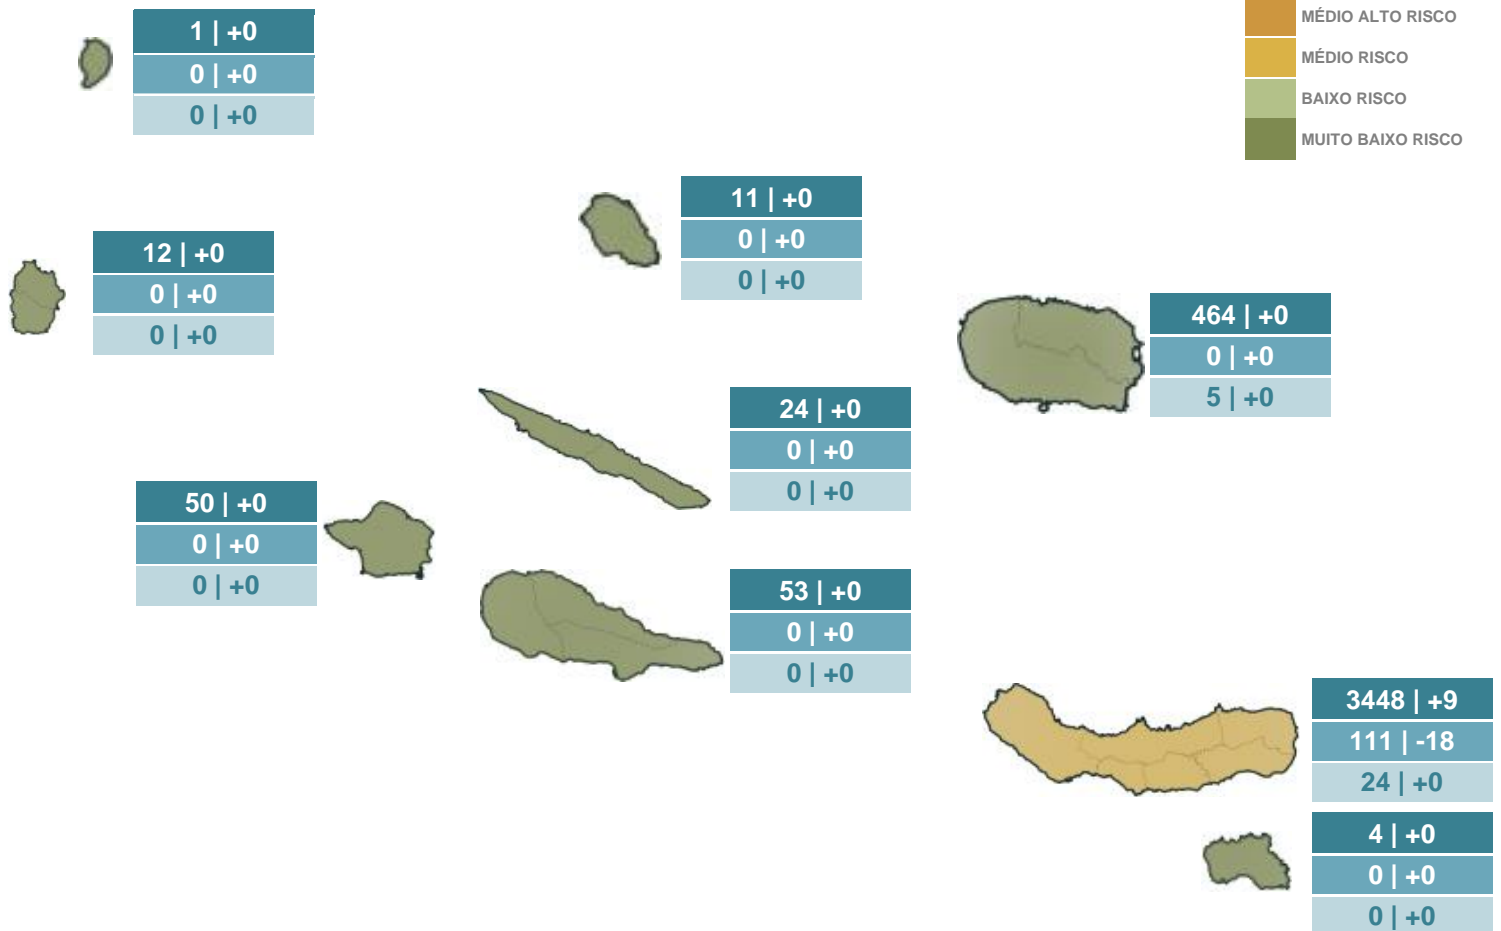 MÉDIO ALTO RISCO
MÉDIO RISCO
BAIXO RISCO
MUITO BAIXO RISCO
1 | +0
0 | +0
0 | +0
11 | +0
0 | +0
0 | +0
12 | +0
0 | +0
0 | +0
464 | +0
0 | +0
5 | +0
24 | +0
0 | +0
0 | +0
50 | +0
0 | +0
0 | +0
53 | +0
0 | +0
0 | +0
3448 | +9
111 | -18
24 | +0
4 | +0
0 | +0
0 | +0